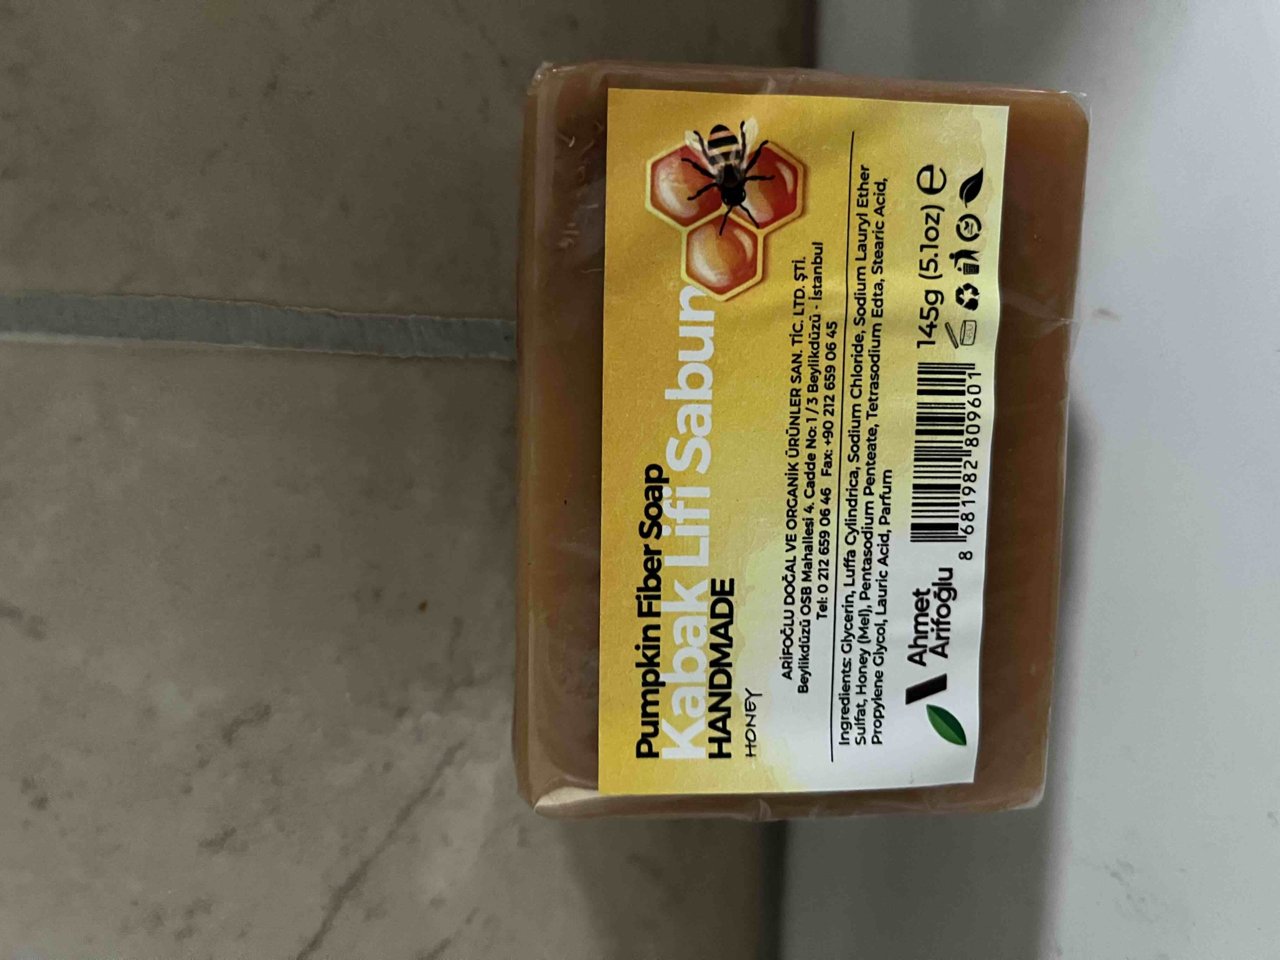 Pumpkin Fiber Soap
Kabak Lifi Sabun
HANDMADE
HONEY
ARİFOĞLU DOĞAL VE ORGANİK ÜRÜNLER SAN. TİC. LTD. ŞTİ.
Beylikdüzü OSB Mahallesi 4. Cadde No: 1 / 3 Beylikdüzü - İstanbul
Tel: 0 212 659 06 46 Fax: +90 212 659 06 45
Ingredients: Glycerin, Luffa Cylindrica, Sodium Chloride, Sodium Lauryl Ether
Sulfat, Honey (Mel), Pentasodium Penteate, Tetrasodium Edta, Stearic Acid,
Propylene Glycol, Lauric Acid, Parfum
Ahmet
Arifoğlu
8 681982 809601
145g (5.1oz) e